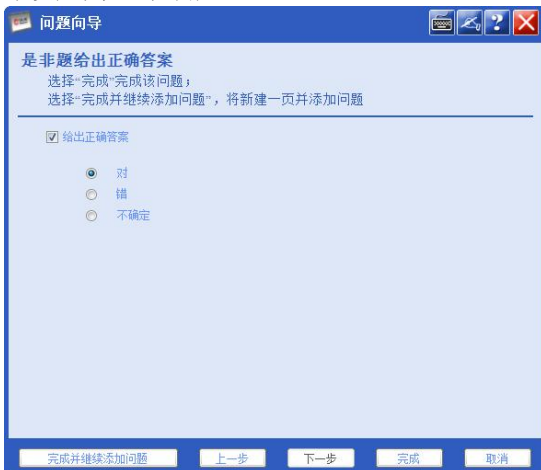 问题向导
是非题给出正确答案
选择“完成”完成该问题;
选择“完成并继续添加问题”, 将新建一页并添加问题
给出正确答案
对
错
不确定
完成并继续添加问题 上一步 下一步 完成 取消